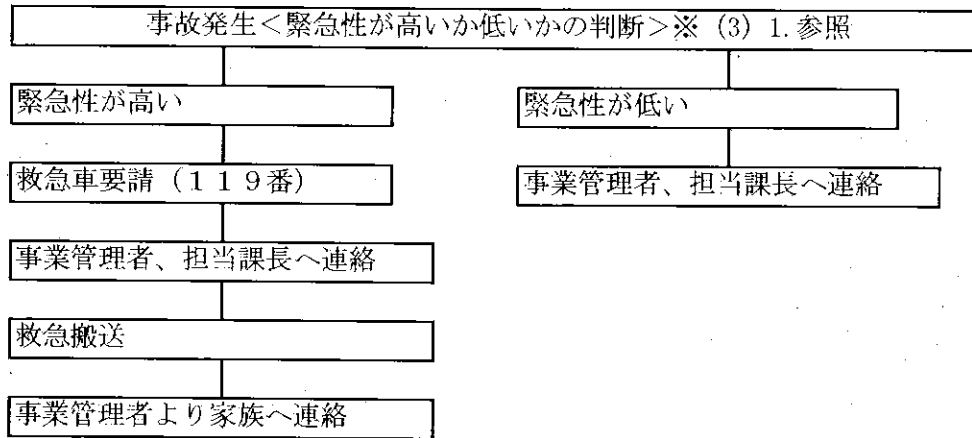 事故発生<緊急性が高いか低いかの判断>※(3)1.参照
緊急性が高い
救急車要請(119番)
事業管理者、担当課長へ連絡
救急搬送
事業管理者より家族へ連絡
緊急性が低い
事業管理者、担当課長へ連絡